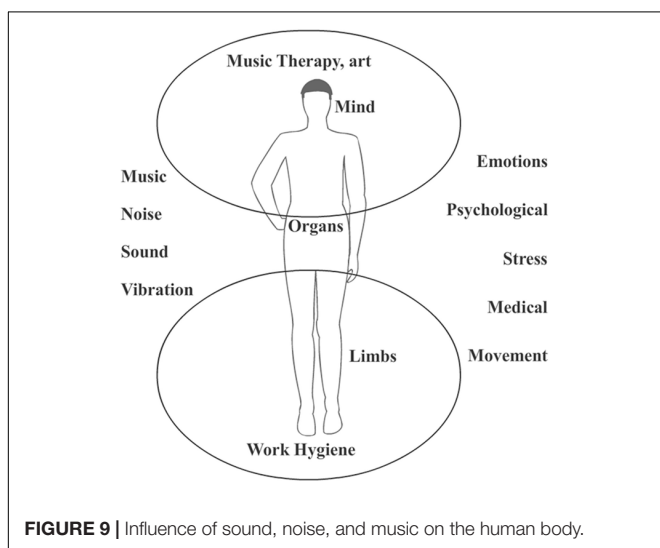 Music Therapy, art
Mind
Music
Noise
Sound
Vibration
Organs
Emotions
Psychological
Stress
Medical
Movement
Limbs
Work Hygiene
FIGURE 9 | Influence of sound, noise, and music on the human body.